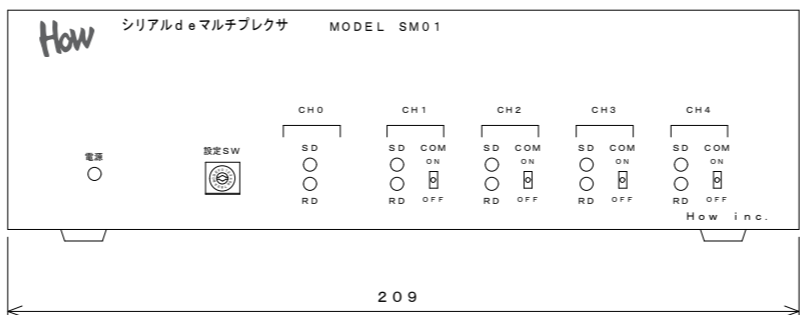 How シリアルdeマルチプレクサ MODEL SM01
CH0 CH1 CH2 CH3 CH4
電源 設定SW SD SD COM SD COM SD COM SD COM
ON ON ON ON
RD RD OFF RD OFF RD OFF RD OFF
How inc.
209